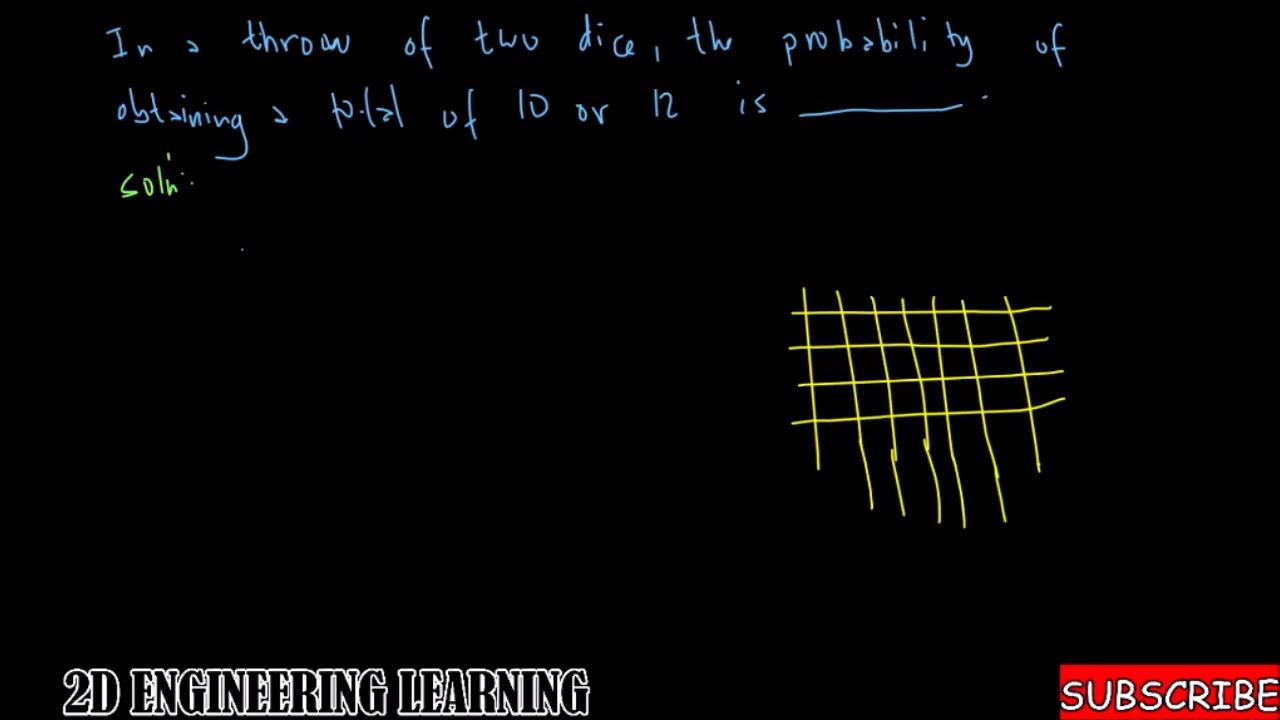 In a throw of two dice, the probability of
obtaining a total of 10 or 12 is ______ .
soln:
2D ENGINEERING LEARNING
SUBSCRIBE